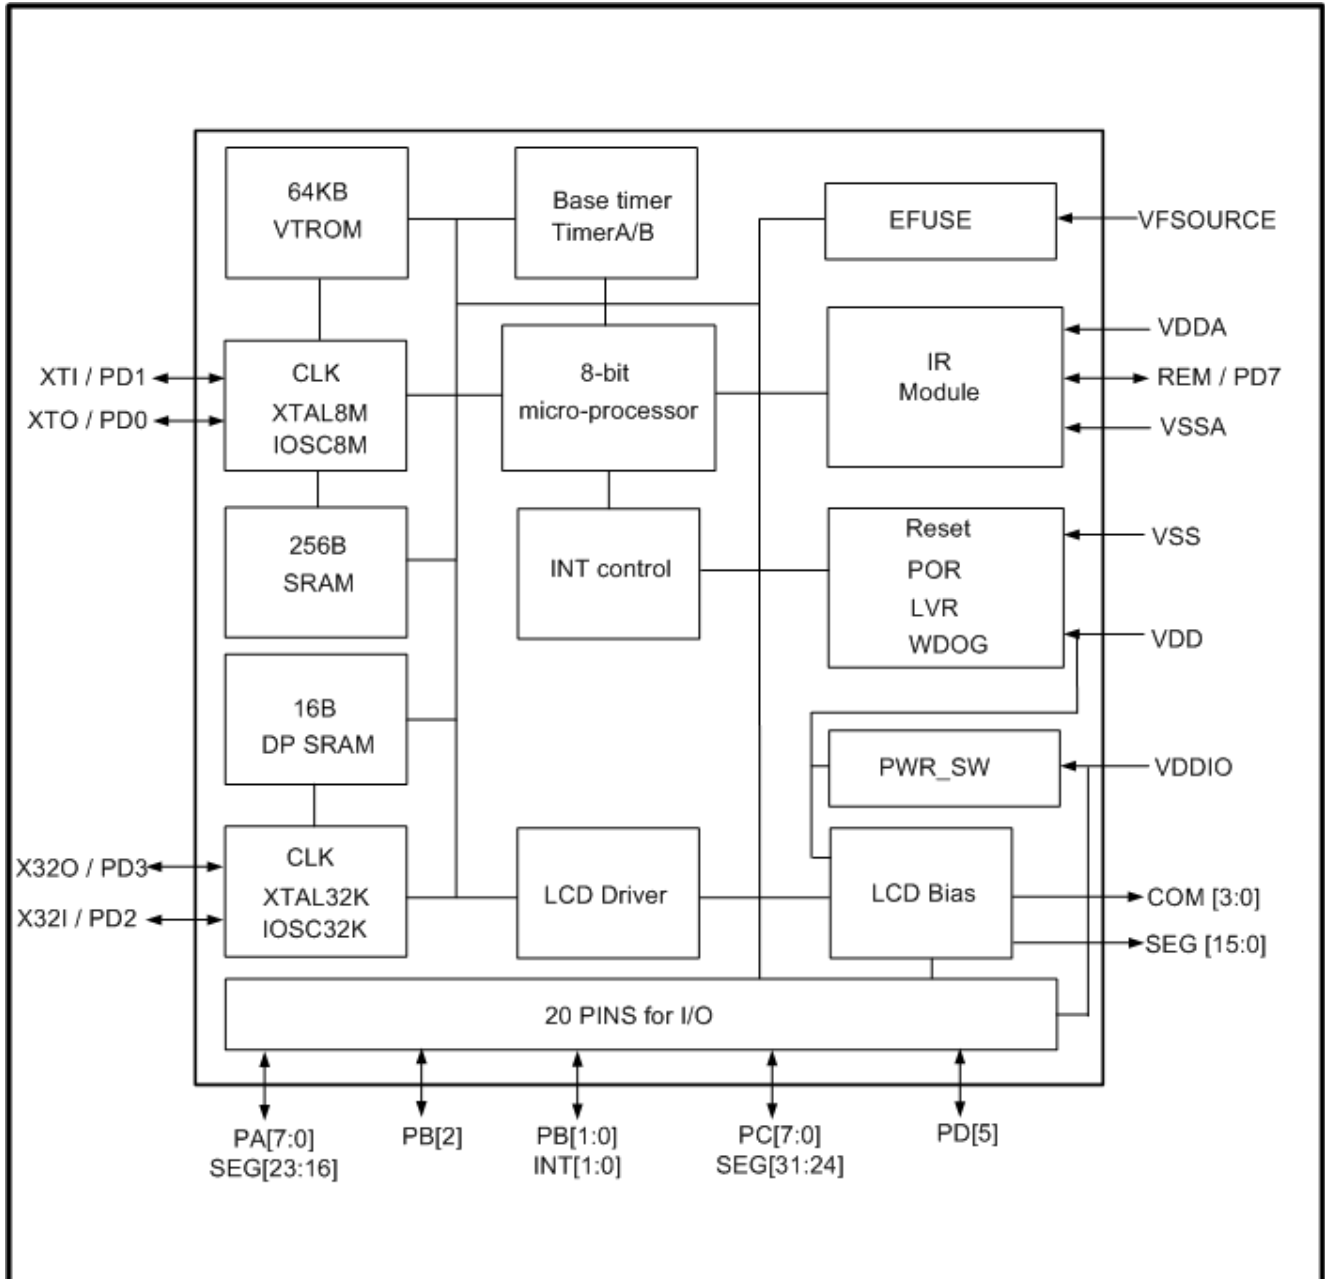 64KB
VTROM
Base timer
TimerA/B
EFUSE
VFSOURCE
XTI / PD1
XTO / PD0
CLK
XTAL8M
IOSC8M
8-bit
micro-processor
IR
Module
VDDA
REM / PD7
VSSA
256B
SRAM
INT control
Reset
POR
LVR
WDOG
VSS
VDD
16B
DP SRAM
PWR_SW
VDDIO
X32O / PD3
X32I / PD2
CLK
XTAL32K
IOSC32K
LCD Driver
LCD Bias
COM [3:0]
SEG [15:0]
20 PINS for I/O
PA[7:0]
SEG[23:16]
PB[2]
PB[1:0]
INT[1:0]
PC[7:0]
SEG[31:24]
PD[5]